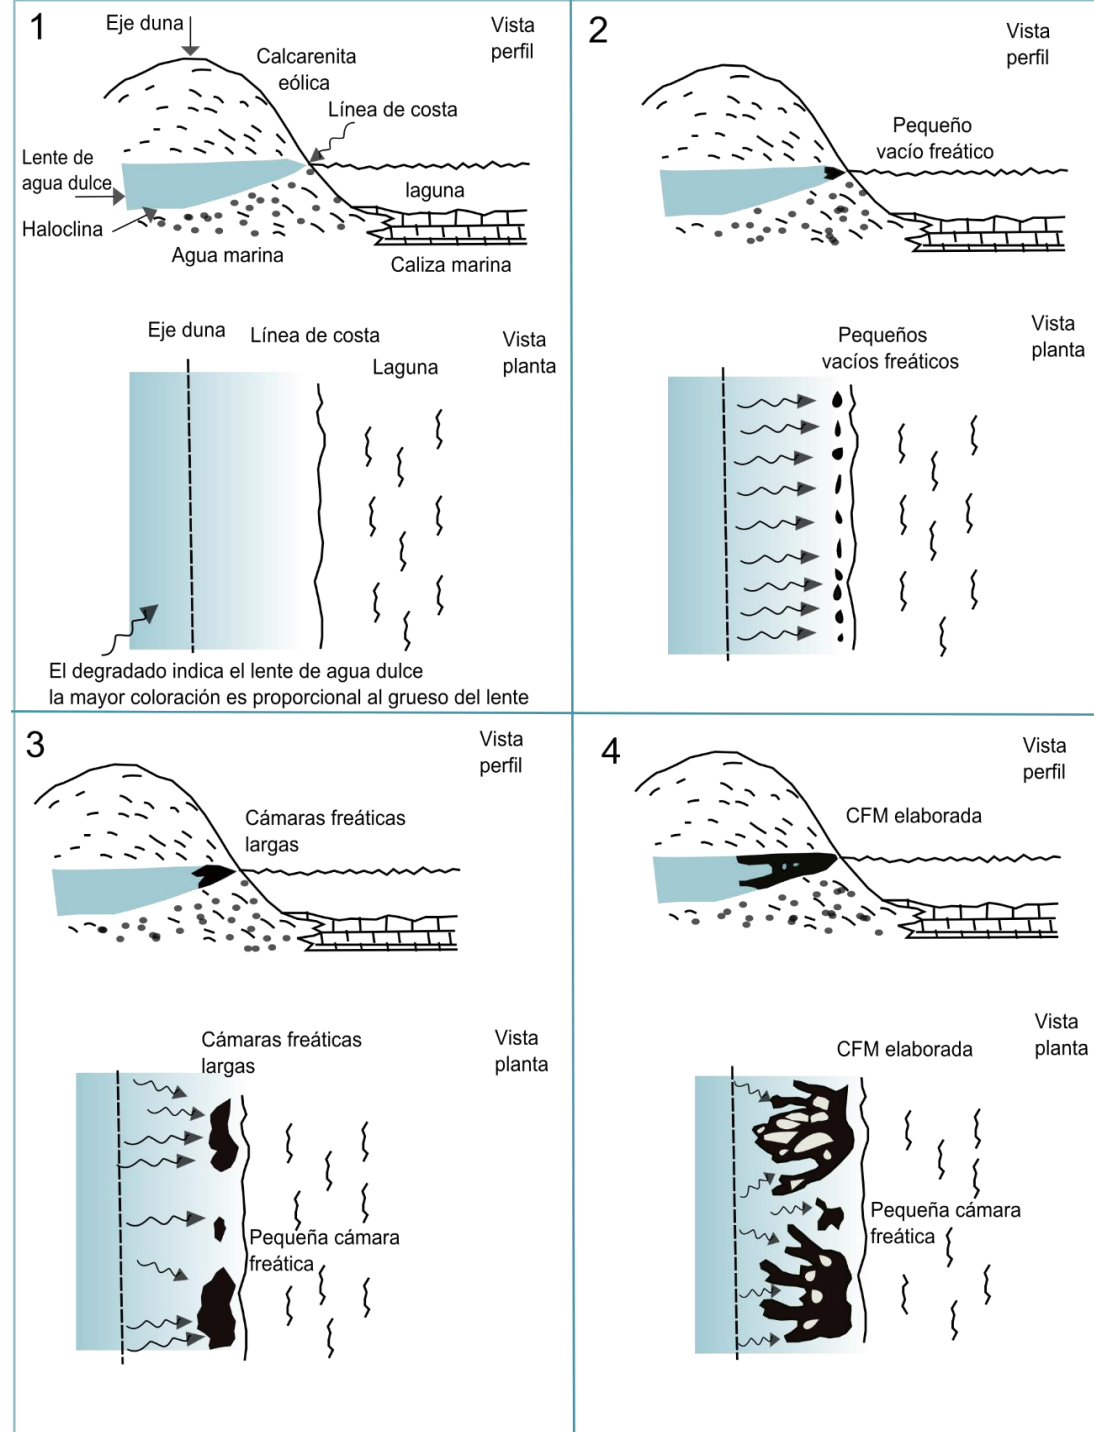 1
Eje duna
Vista
perfil
Calcarenita
eólica
Línea de costa
Lente de
agua dulce
laguna
Haloclina
Agua marina
Caliza marina
Eje duna
Línea de costa
Vista
planta
Laguna
El degradado indica el lente de agua dulce
la mayor coloración es proporcional al grueso del lente
2
Vista
perfil
Pequeño
vacío freático
Vista
planta
Pequeños
vacíos freáticos
3
Vista
perfil
Cámaras freáticas
largas
Cámaras freáticas
largas
Vista
planta
Pequeña cámara
freática
4
Vista
perfil
CFM elaborada
Vista
planta
CFM elaborada
Pequeña cámara
freática